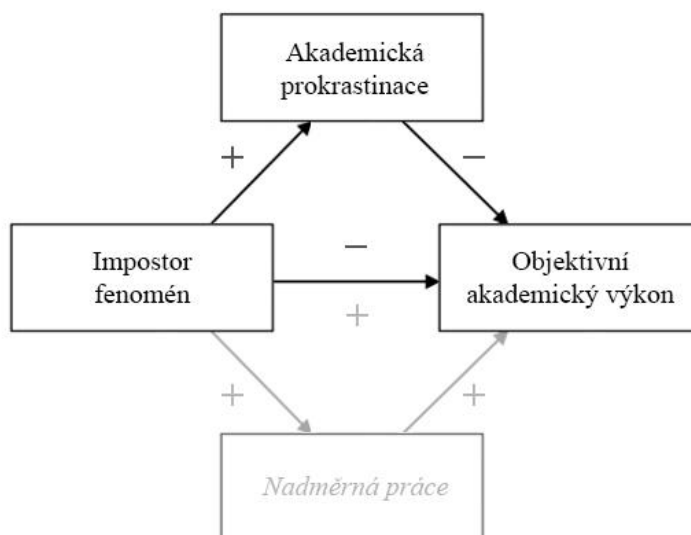 Akademická
prokrastinace
+
−
Impostor
fenomén
−
+
Objektivní
akademický výkon
+
+
Nadměrná práce